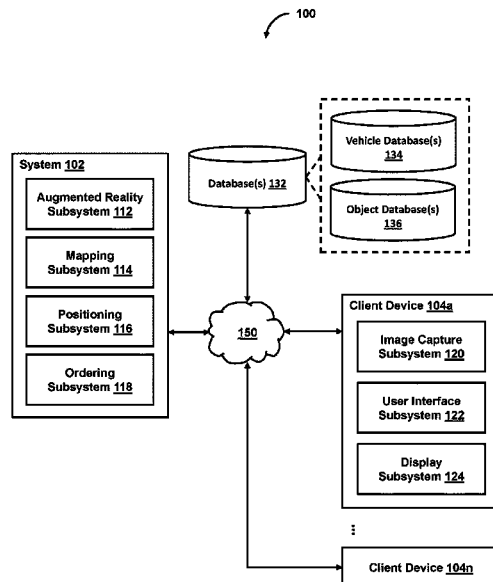 100
System 102
Augmented Reality
Subsystem 112
Mapping
Subsystem 114
Positioning
Subsystem 116
Ordering
Subsystem 118
Database(s) 132
Vehicle Database(s)
134
Object Database(s)
136
150
Client Device 104a
Image Capture
Subsystem 120
User Interface
Subsystem 122
Display
Subsystem 124
...
Client Device 104n